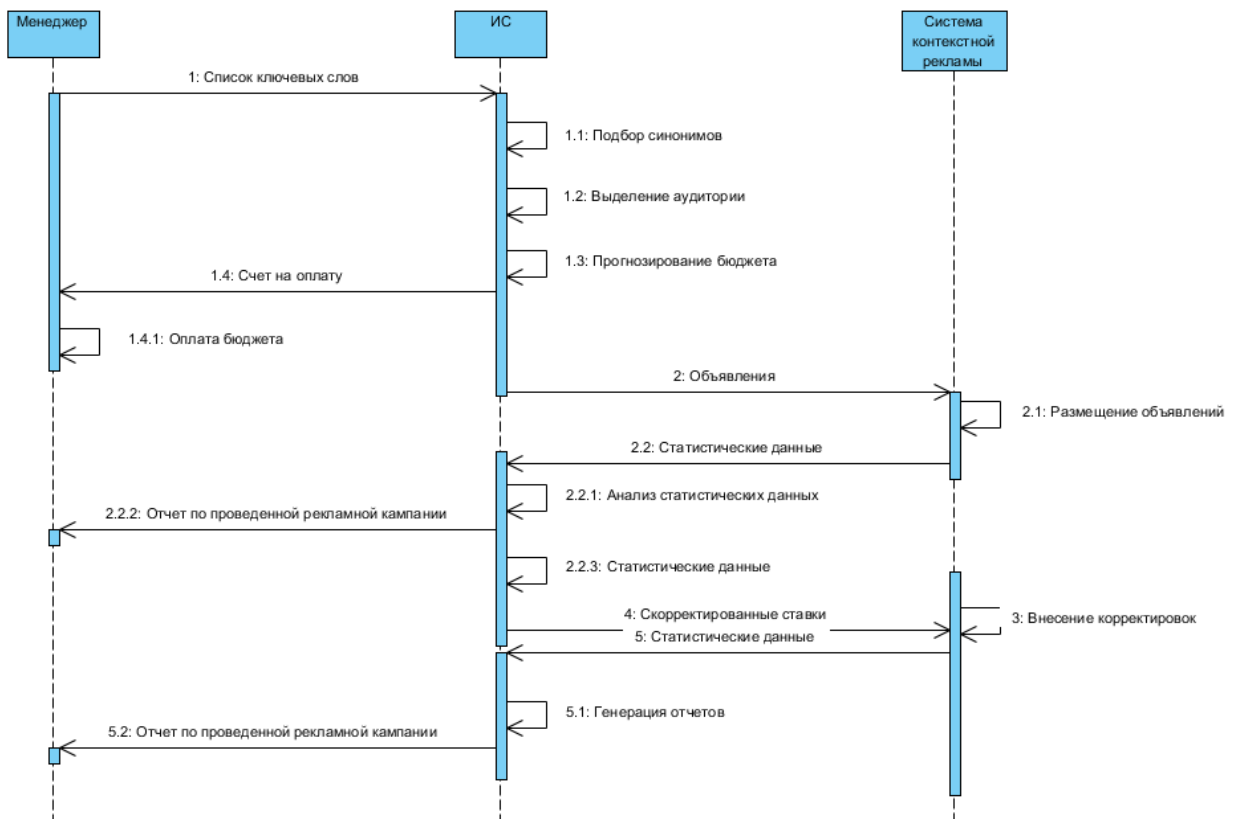 Менеджер
ИС
Система
контекстной
рекламы
1: Список ключевых слов
1.1: Подбор синонимов
1.2: Выделение аудитории
1.3: Прогнозирование бюджета
1.4: Счет на оплату
1.4.1: Оплата бюджета
2: Объявления
2.1: Размещение объявлений
2.2: Статистические данные
2.2.1: Анализ статистических данных
2.2.2: Отчет по проведенной рекламной кампании
2.2.3: Статистические данные
4: Скорректированные ставки
3: Внесение корректировок
5: Статистические данные
5.1: Генерация отчетов
5.2: Отчет по проведенной рекламной кампании